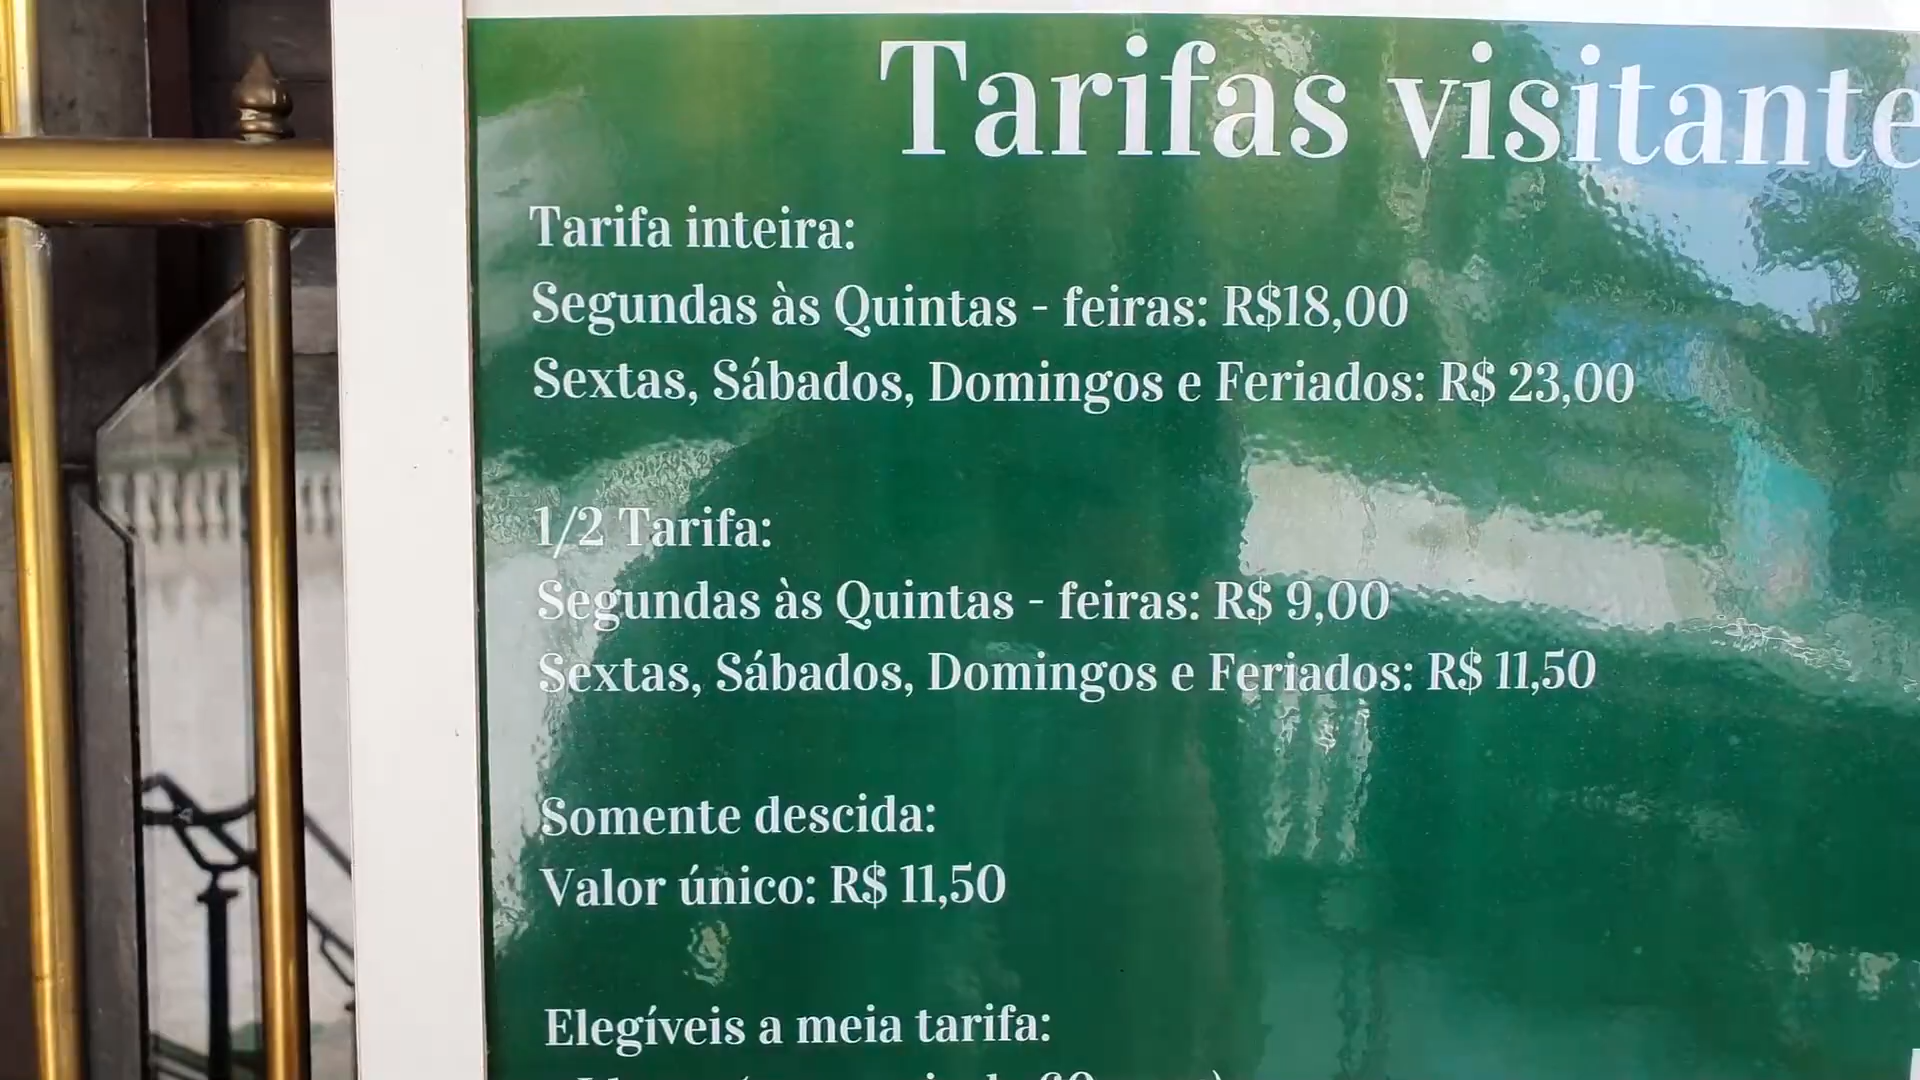 Tarifas visitante
Tarifa inteira:
Segundas às Quintas - feiras: R$18,00
Sextas, Sábados, Domingos e Feriados: R$ 23,00
1/2 Tarifa:
Segundas às Quintas - feiras: R$ 9,00
Sextas, Sábados, Domingos e Feriados: R$ 11,50
Somente descida:
Valor único: R$ 11,50
Elegíveis a meia tarifa: